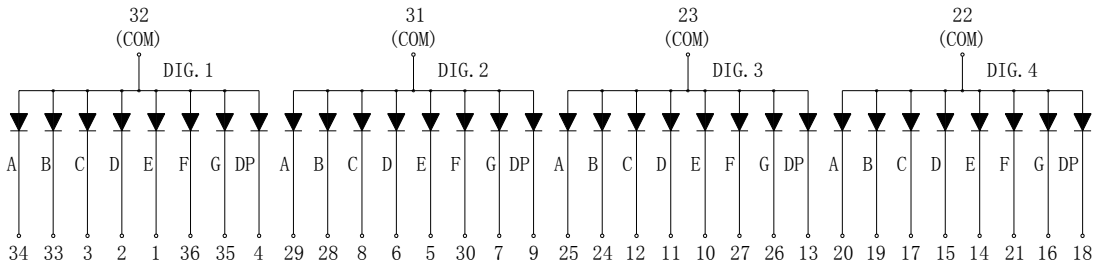 32 31 23 22
(COM) (COM) (COM) (COM)
DIG.1 DIG.2 DIG.3 DIG.4
A B C D E F G DP A B C D E F G DP A B C D E F G DP A B C D E F G DP
34 33 3 2 1 36 35 4 29 28 8 6 5 30 7 9 25 24 12 11 10 27 26 13 20 19 17 15 14 21 16 18